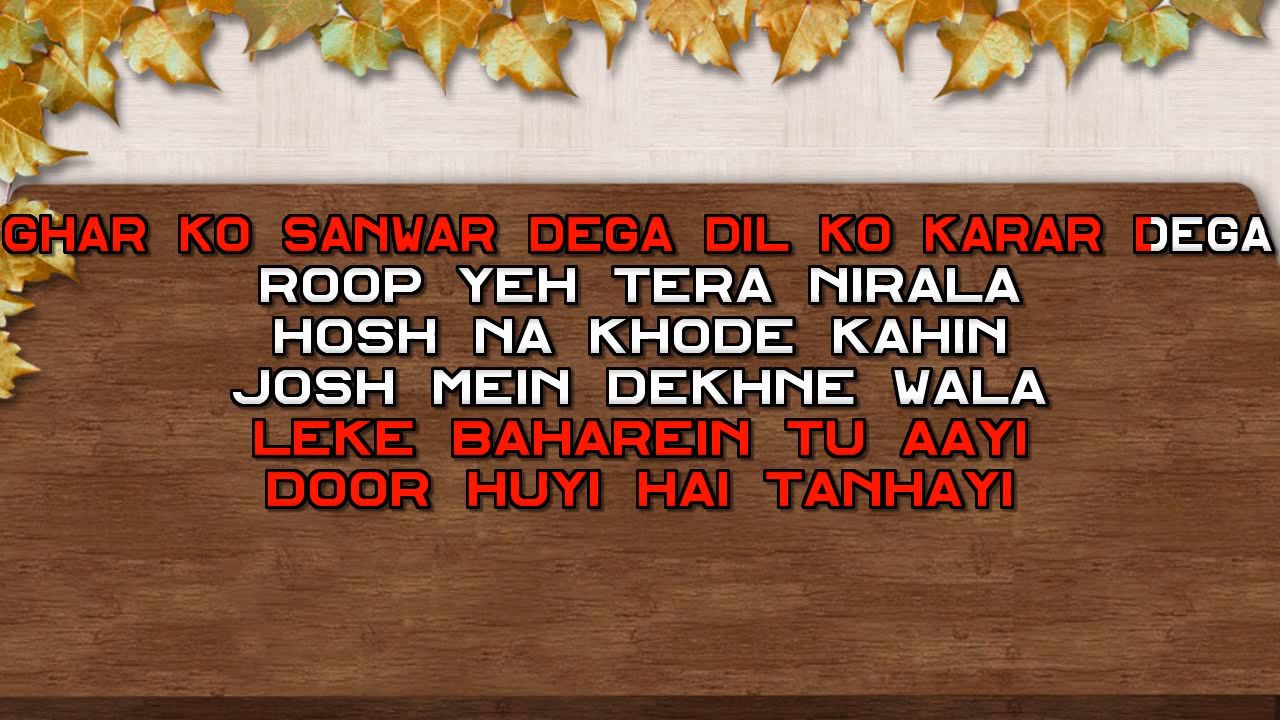 GHAR KO SANWAR DEGA DIL KO KARAR DEGA
ROOP YEH TERA NIRALA
HOSH NA KHODE KAHIN
JOSH MEIN DEKHNE WALA
LEKE BAHAREIN TU AAYI
DOOR HUYI HAI TANHAYI